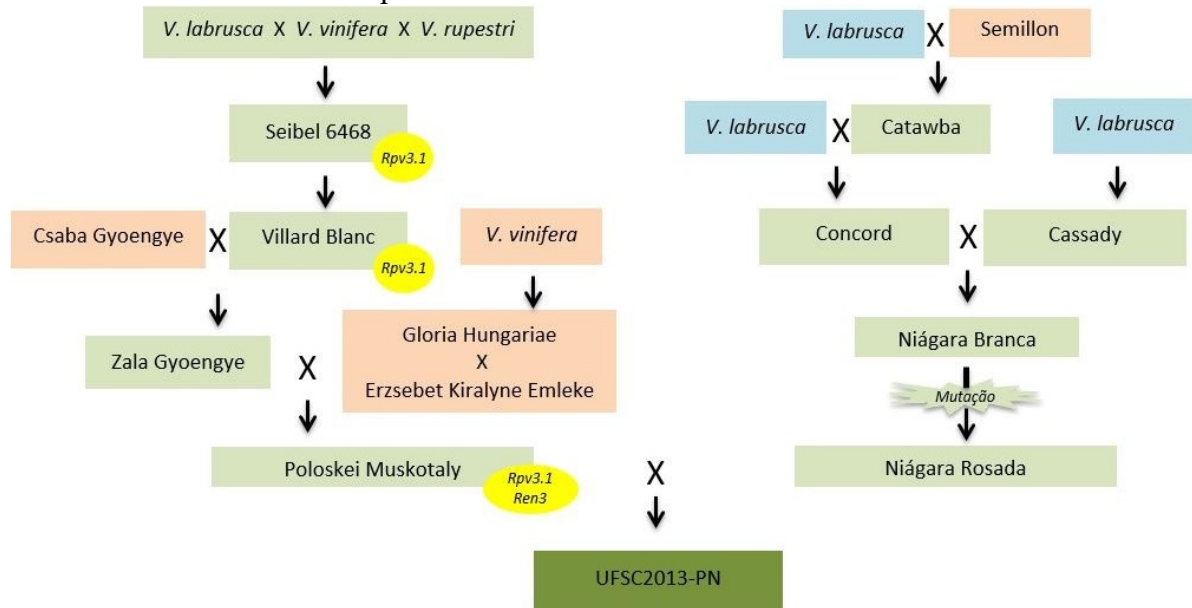 V. labrusca X V. vinifera X V. rupestri
V. labrusca X Semillon
Seibel 6468
Rpv3.1
V. labrusca X Catawba
V. labrusca
Csaba Gyoengye X Villard Blanc
Rpv3.1
V. vinifera
Concord X Cassady
Zala Gyoengye X
Gloria Hungariae
X
Erzsebet Kiralyne Emleke
Niágara Branca
Mutação
Poloskei Muskotaly
Rpv3.1
Ren3
X
Niágara Rosada
UFSC2013-PN